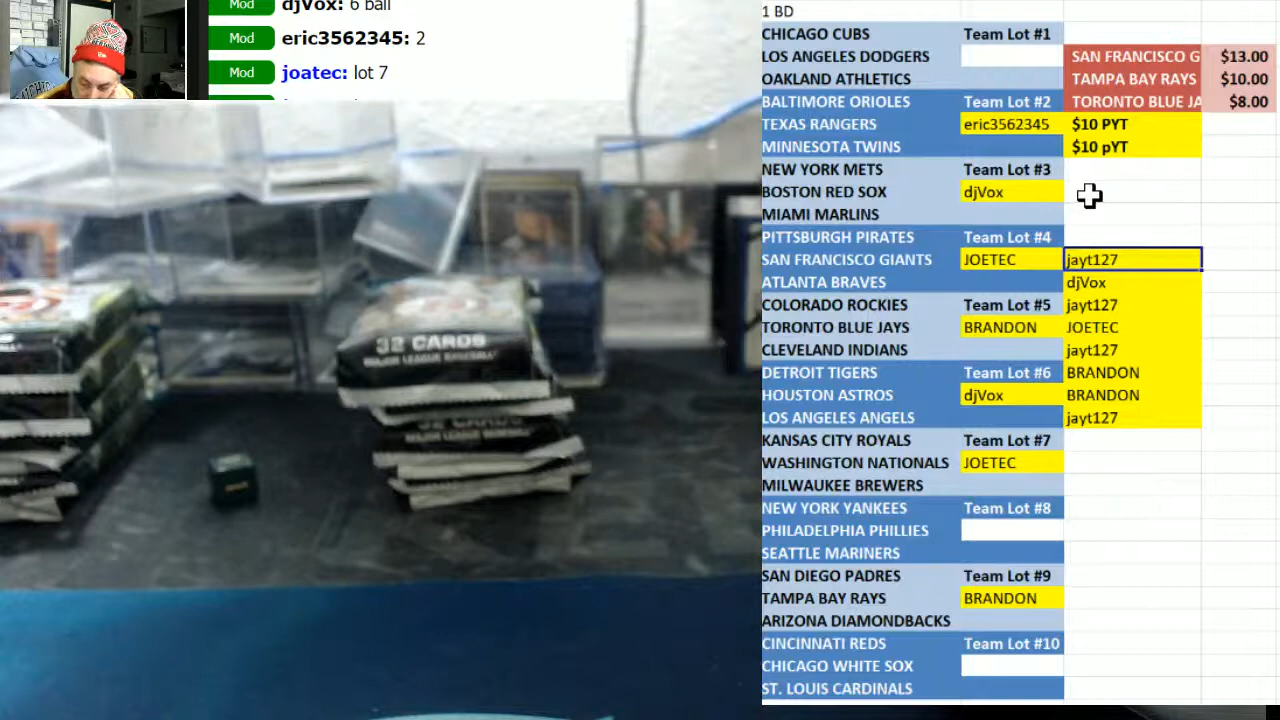 Mod djVox: 6 ball
Mod eric3562345: 2
Mod joatec: lot 7
32 CARDS
MAJOR LEAGUE BASEBALL
32 CARDS
1 BD
CHICAGO CUBS Team Lot #1
LOS ANGELES DODGERS SAN FRANCISCO G $13.00
OAKLAND ATHLETICS TAMPA BAY RAYS $10.00
BALTIMORE ORIOLES Team Lot #2 TORONTO BLUE JA $8.00
TEXAS RANGERS eric3562345 $10 PYT
MINNESOTA TWINS $10 pYT
NEW YORK METS Team Lot #3
BOSTON RED SOX djVox
MIAMI MARLINS
PITTSBURGH PIRATES Team Lot #4
SAN FRANCISCO GIANTS JOETEC jayt127
ATLANTA BRAVES djVox
COLORADO ROCKIES Team Lot #5 jayt127
TORONTO BLUE JAYS BRANDON JOETEC
CLEVELAND INDIANS jayt127
DETROIT TIGERS Team Lot #6 BRANDON
HOUSTON ASTROS djVox BRANDON
LOS ANGELES ANGELS jayt127
KANSAS CITY ROYALS Team Lot #7
WASHINGTON NATIONALS JOETEC
MILWAUKEE BREWERS
NEW YORK YANKEES Team Lot #8
PHILADELPHIA PHILLIES
SEATTLE MARINERS
SAN DIEGO PADRES Team Lot #9
TAMPA BAY RAYS BRANDON
ARIZONA DIAMONDBACKS
CINCINNATI REDS Team Lot #10
CHICAGO WHITE SOX
ST. LOUIS CARDINALS